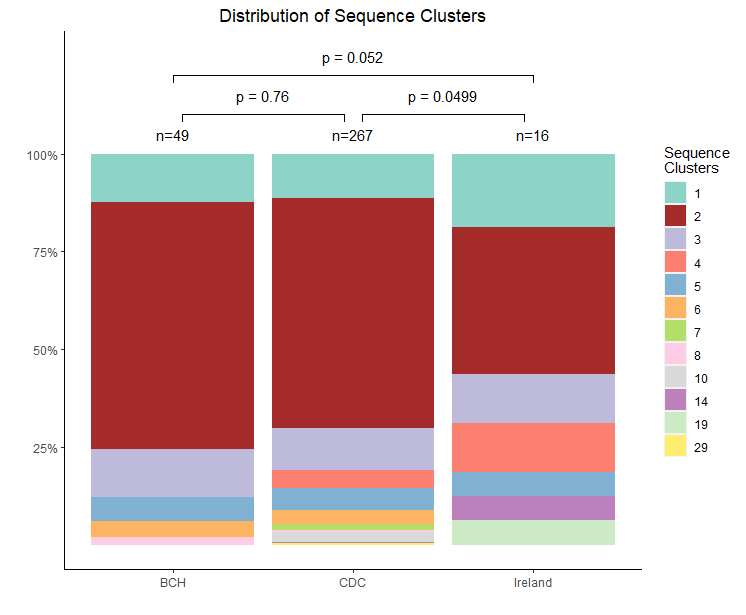 Distribution of Sequence Clusters
p = 0.052
p = 0.76
p = 0.0499
n=49
n=267
n=16
100%
75%
50%
25%
BCH
CDC
Ireland
Sequence
Clusters
1
2
3
4
5
6
7
8
10
14
19
29